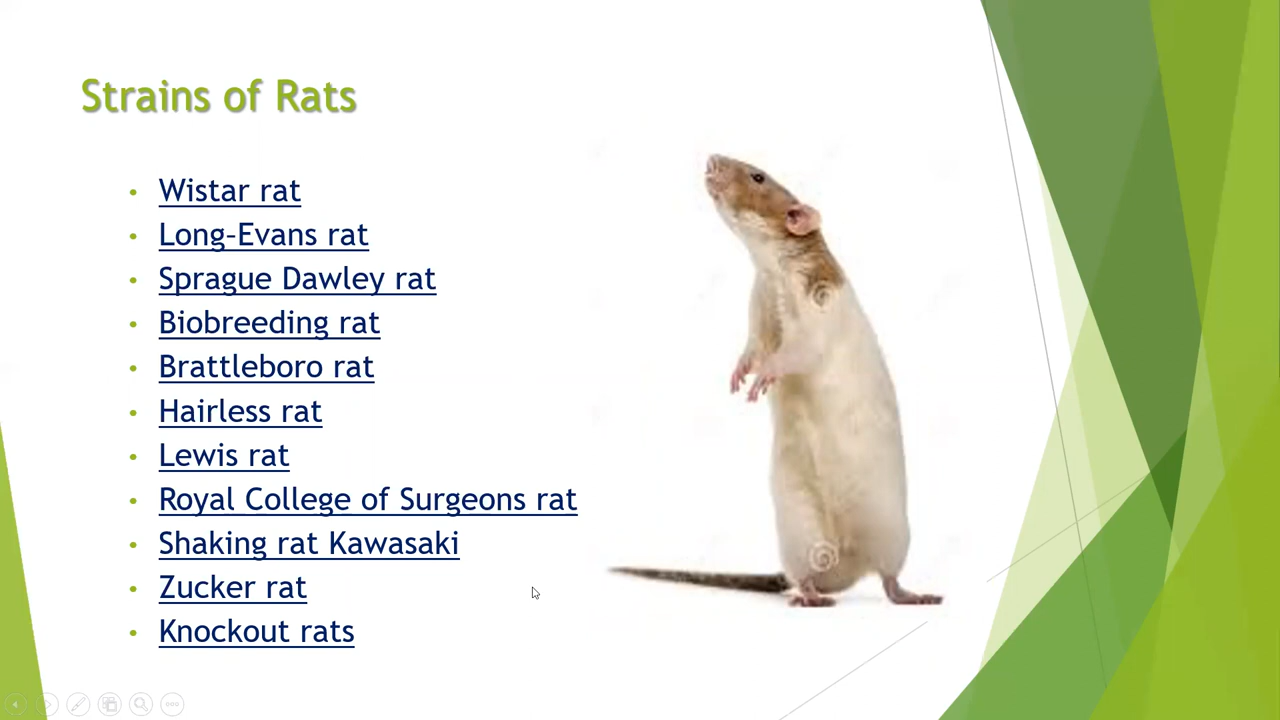 Strains of Rats
• Wistar rat
• Long-Evans rat
• Sprague Dawley rat
• Biobreeding rat
• Brattleboro rat
• Hairless rat
• Lewis rat
• Royal College of Surgeons rat
• Shaking rat Kawasaki
• Zucker rat
• Knockout rats